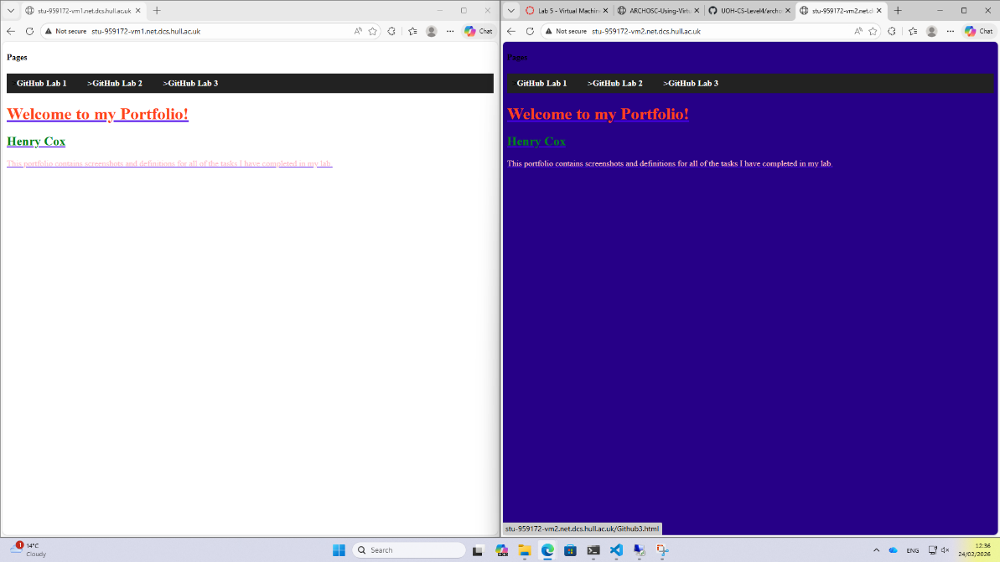 stu-959172-vm1.net.dcs.hull.ac.uk
Not secure stu-959172-vm1.net.dcs.hull.ac.uk
Chat
Pages
GitHub Lab 1 >GitHub Lab 2 >GitHub Lab 3
Welcome to my Portfolio!
Henry Cox
This portfolio contains screenshots and definitions for all of the tasks I have completed in my lab.
Lab 5 - Virtual Machin
ARCHOSC-Using-Virtu
UOH-CS-Level4/archos
stu-959172-vm2.net.d
Not secure stu-959172-vm2.net.dcs.hull.ac.uk
Chat
Pages
>GitHub Lab 1 >GitHub Lab 2 >GitHub Lab 3
Welcome to my Portfolio!
Henry Cox
This portfolio contains screenshots and definitions for all of the tasks I have completed in my lab.
stu-959172-vm2.net.dcs.hull.ac.uk/Github3.html
1
14°C
Cloudy
Search
ENG
12:36
24/02/2026